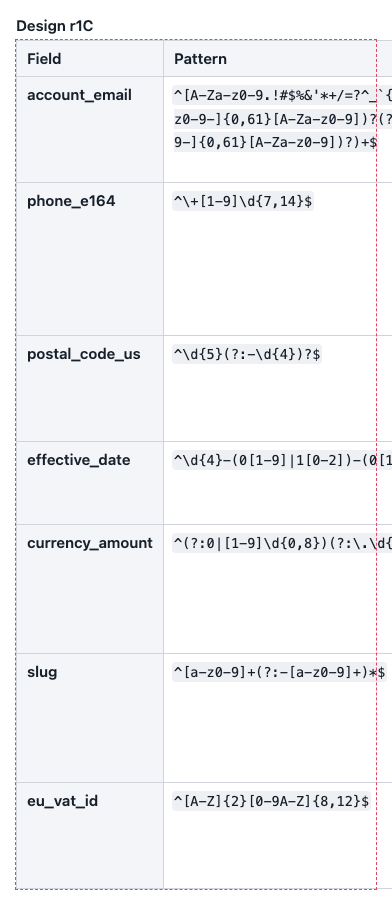 Design r1C
Field Pattern
account_email ^[A-Za-z0-9.!#$%&'*+/=?^_`{
z0-9-]{0,61}[A-Za-z0-9])?(?
9-]{0,61}[A-Za-z0-9])?)+$
phone_e164 ^\+[1-9]\d{7,14}$
postal_code_us ^\d{5}(?:-\d{4})?$
effective_date ^\d{4}-(0[1-9]|1[0-2])-(0[1
currency_amount ^(?:0|[1-9]\d{0,8})(?:\.\d{
slug ^[a-z0-9]+(?:-[a-z0-9]+)*$
eu_vat_id ^[A-Z]{2}[0-9A-Z]{8,12}$